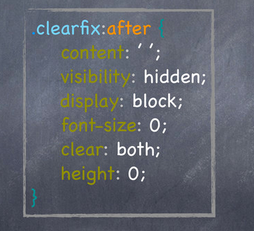 .clearfix:after {
content: ‘ ’;
visibility: hidden;
display: block;
font-size: 0;
clear: both;
height: 0;
}